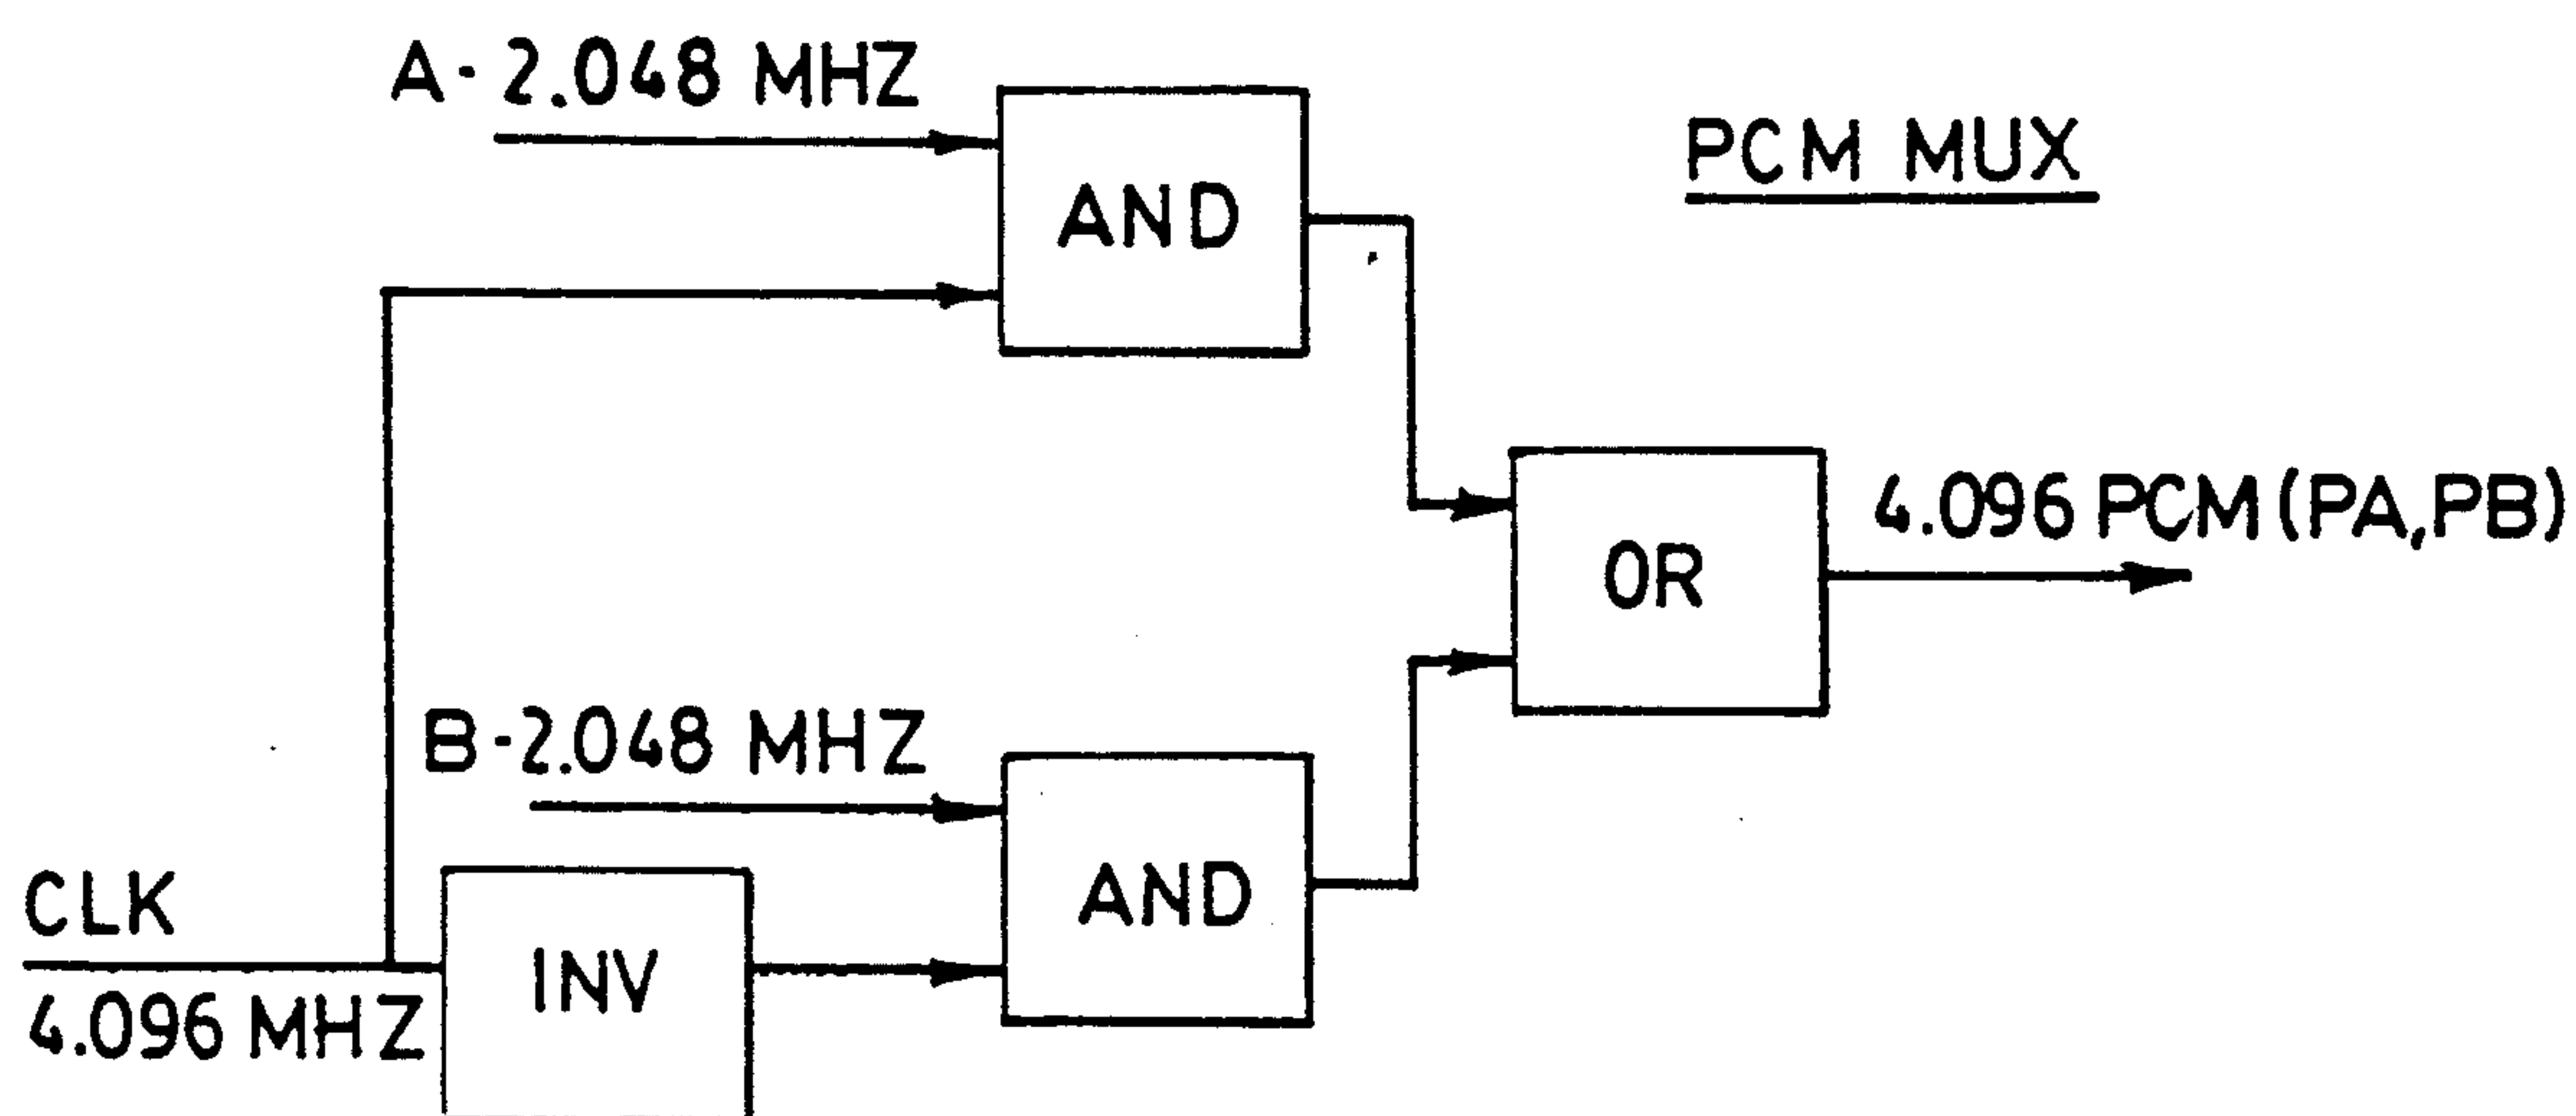 A- 2.048 MHZ
PCM MUX
AND
4.096 PCM (PA,PB)
OR
B-2.048 MHZ
CLK
AND
INV
4.096 MHZ